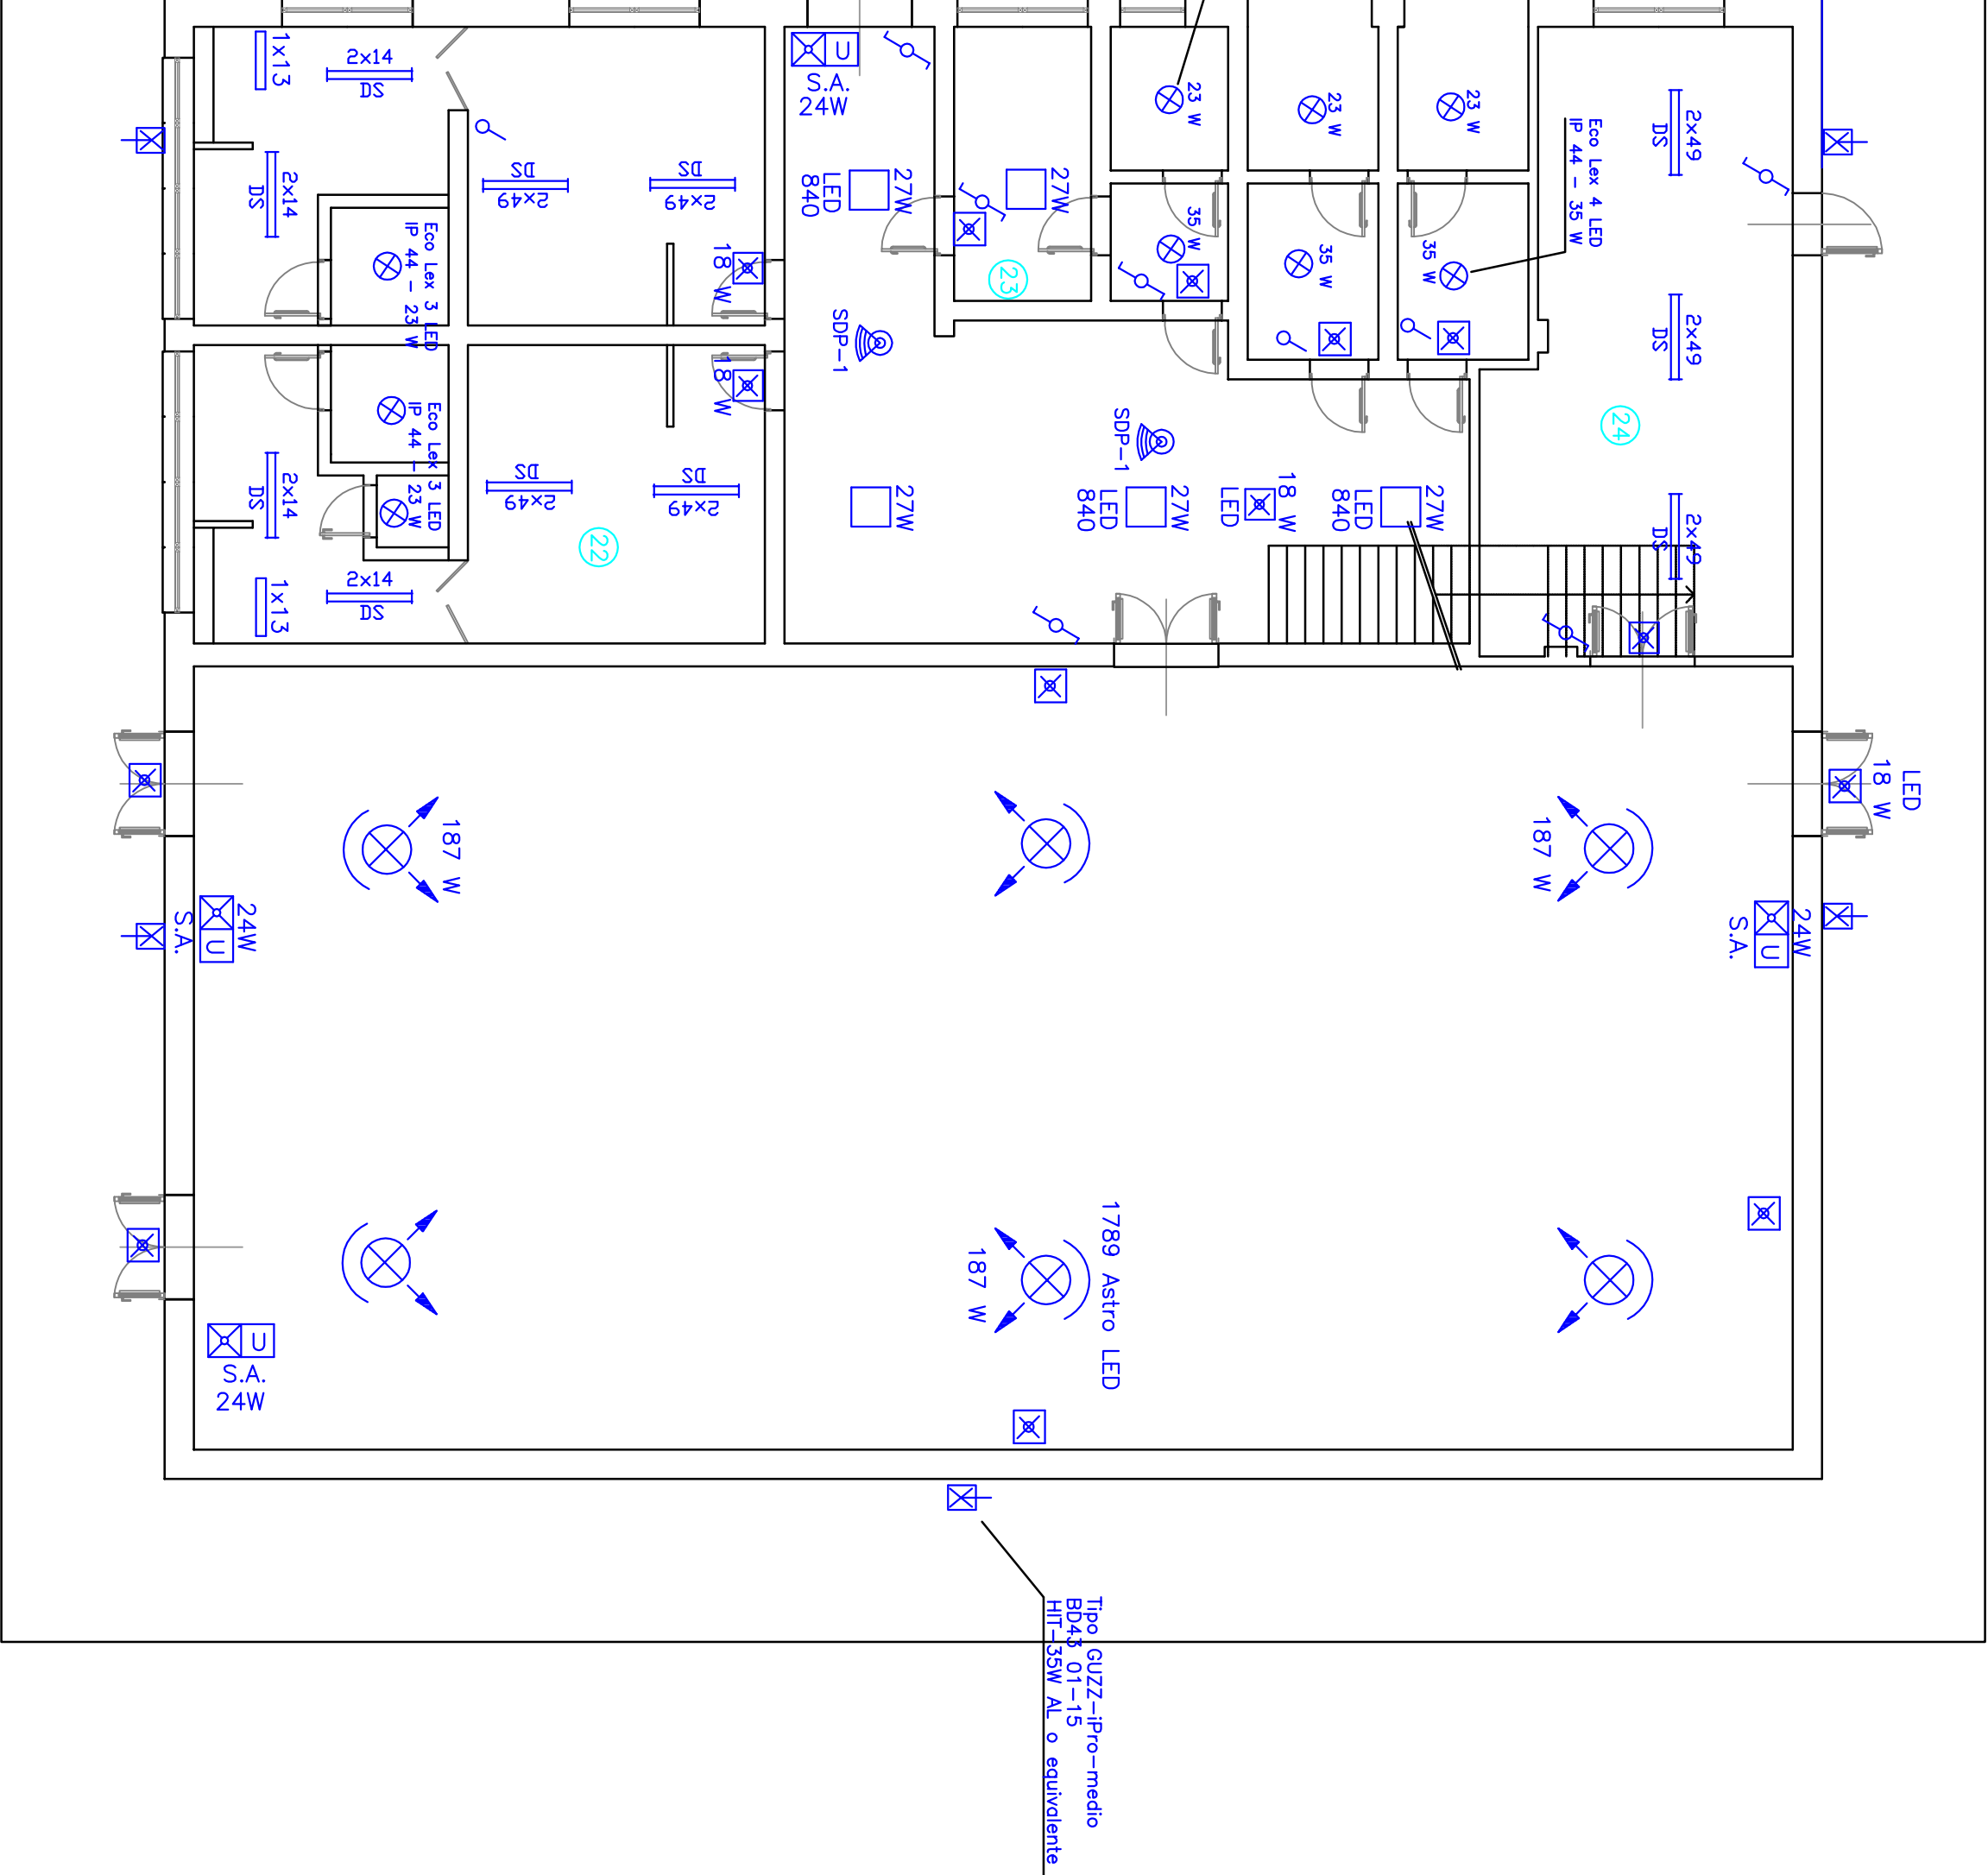 1x13
2x14
DS
2x14
DS
DS
2x49
DS
2x49
Eco Lex 3 LED
IP 44 - 23 W
18 W
U
S.A.
24W
27W
LED
840
27W
23
SDP-1
23 W
23 W
23 W
35 W
35 W
35 W
Eco Lex 4 LED
IP 44 - 35 W
2x49
DS
2x49
DS
2x49
DS
24
18 W
Eco Lex 3 LED
IP 44 - 23 W
2x14
DS
2x14
DS
1x13
DS
2x49
DS
2x49
22
27W
SDP-1
27W
LED
840
18 W
LED
27W
LED
840
LED
18 W
187 W
187 W
24W
U
S.A.
24W
U
S.A.
1789 Astro LED
187 W
U
S.A.
24W
Tipo GUZZ-iPro-medio
BD43 01-15
HIT-35W AL o equivalente